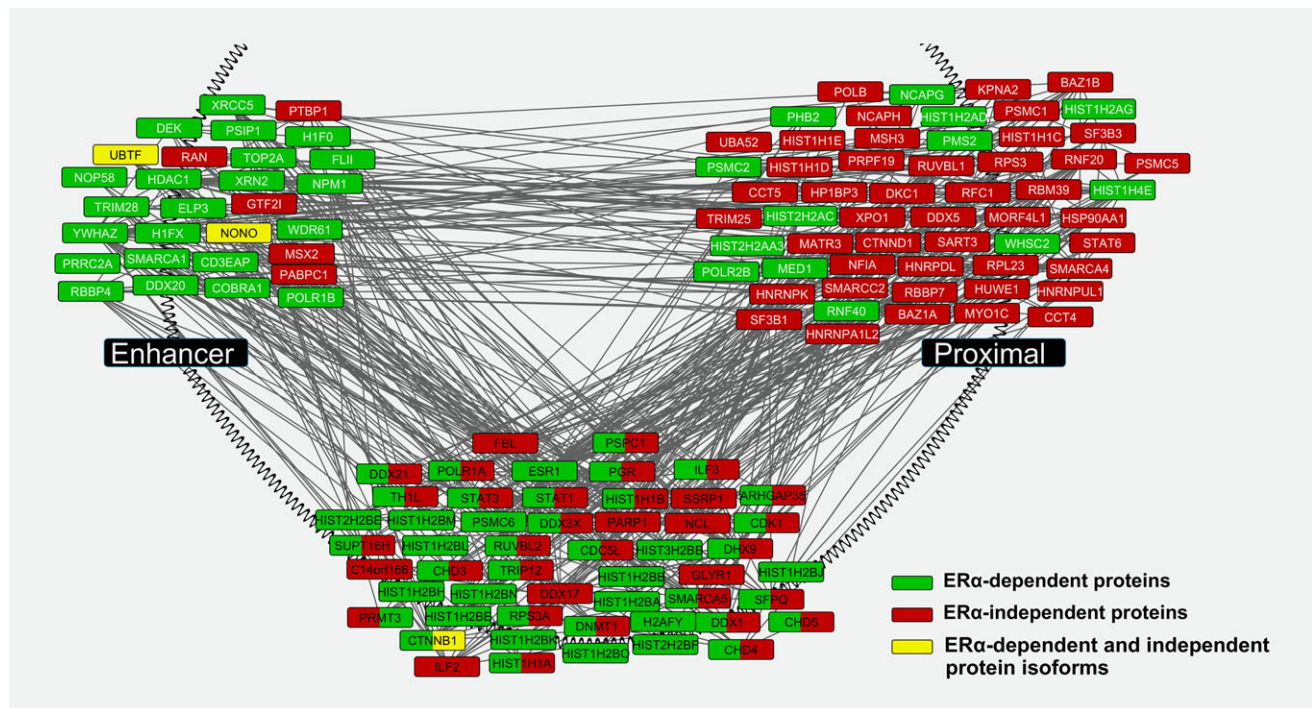 XRCC5 PTBP1
DEK PSIP1 H1F0
UBTF RAN TOP2A FLII
NOP58 HDAC1 XRN2 NPM1
TRIM28 ELP3 GTF2I
YWHAZ H1FX NONO WDR61
PRRC2A SMARCA1 CD3EAP MSX2
PABPC1
RBBP4 DDX20 COBRA1 POLR1B
Enhancer
POLB NCAPG KPNA2 BAZ1B
PHB2 NCAPH HIST1H2AD PSMC1 HIST1H2AG
UBA52 HIST1H1E MSH3 PMS2 HIST1H1C SF3B3
PSMC2 HIST1H1D PRPF19 RUVBL1 RPS3 RNF20 PSMC5
CCT5 HP1BP3 DKC1 RFC1 RBM39 HIST1H4E
TRIM25 HIST2H2AC XPO1 DDX5 MORF4L1 HSP90AA1
HIST2H2AA3 MATR3 CTNND1 SART3 WHSC2 STAT6
POLR2B MED1 NFIA HNRPDL RPL23 SMARCA4
HNRNPK SMARCC2 RBBP7 HUWE1 HNRNPUL1
SF3B1 RNF40 BAZ1A MYO1C CCT4
HNRNPA1L2
Proximal
FBL PSPC1
DDX21 POLR1A ESR1 PGR ILF3
TH1L STAT3 STAT1 HIST1H1B SSRP1 ARHGAP35
HIST2H2BE HIST1H2BM PSMC6 DDX3X PARP1 NCL CDK1
SUPT16H HIST1H2BL RUVBL2 CDC5L HIST3H2BB DHX9
C14orf166 CHD3 TRIP12 HIST1H2BB GLYR1 HIST1H2BJ
HIST1H2BH HIST1H2BN DDX17 HIST1H2BA SMARCA5 SFPQ
PRMT3 HIST1H2BE RPS3A DNMT1 H2AFY DDX1 CHD5
CTNNB1 HIST1H2BK HIST1H2BO HIST2H2BF CHD4
ILF2 HIST1H1A
ERα-dependent proteins
ERα-independent proteins
ERα-dependent and independent
protein isoforms